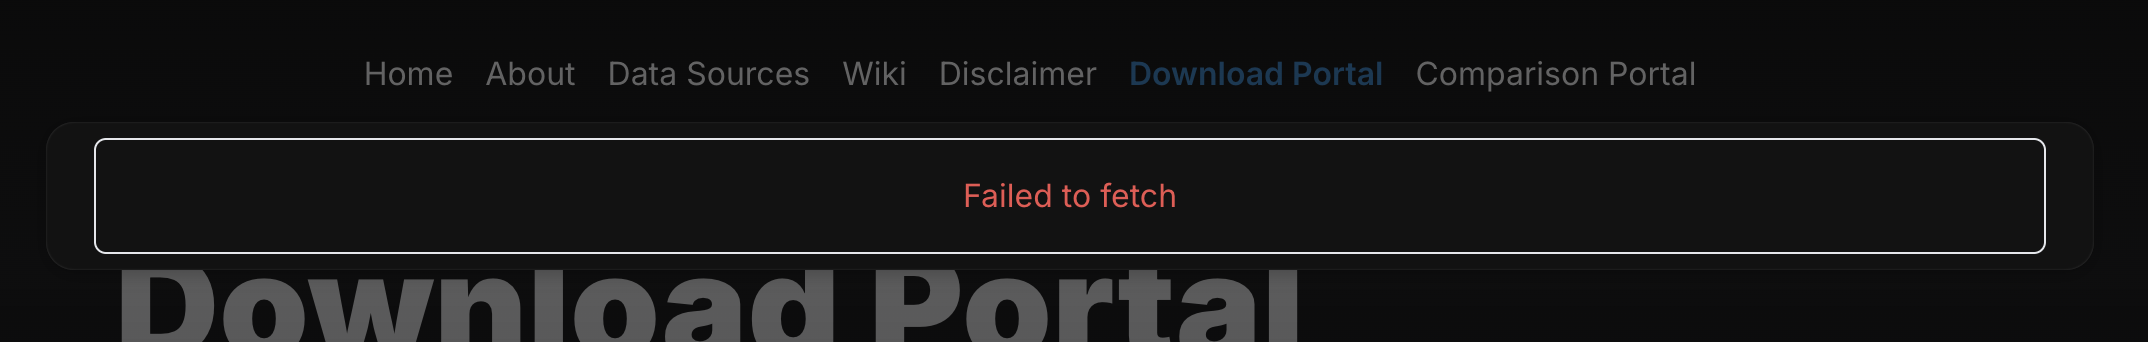 Home About Data Sources Wiki Disclaimer Download Portal Comparison Portal
Failed to fetch
Download Portal